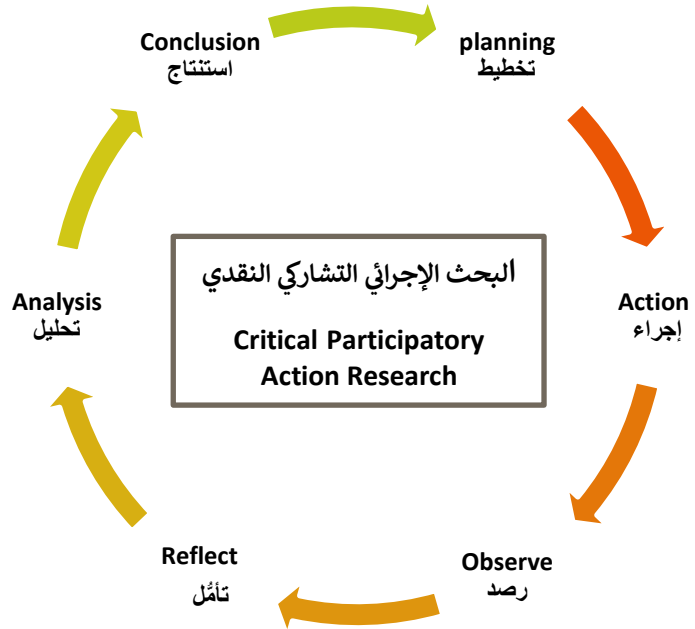 Conclusion
استنتاج
planning
تخطيط
Action
إجراء
Observe
رصد
Reflect
تأمُّل
Analysis
تحليل
البحث الإجرائي التشاركي النقدي
Critical Participatory
Action Research